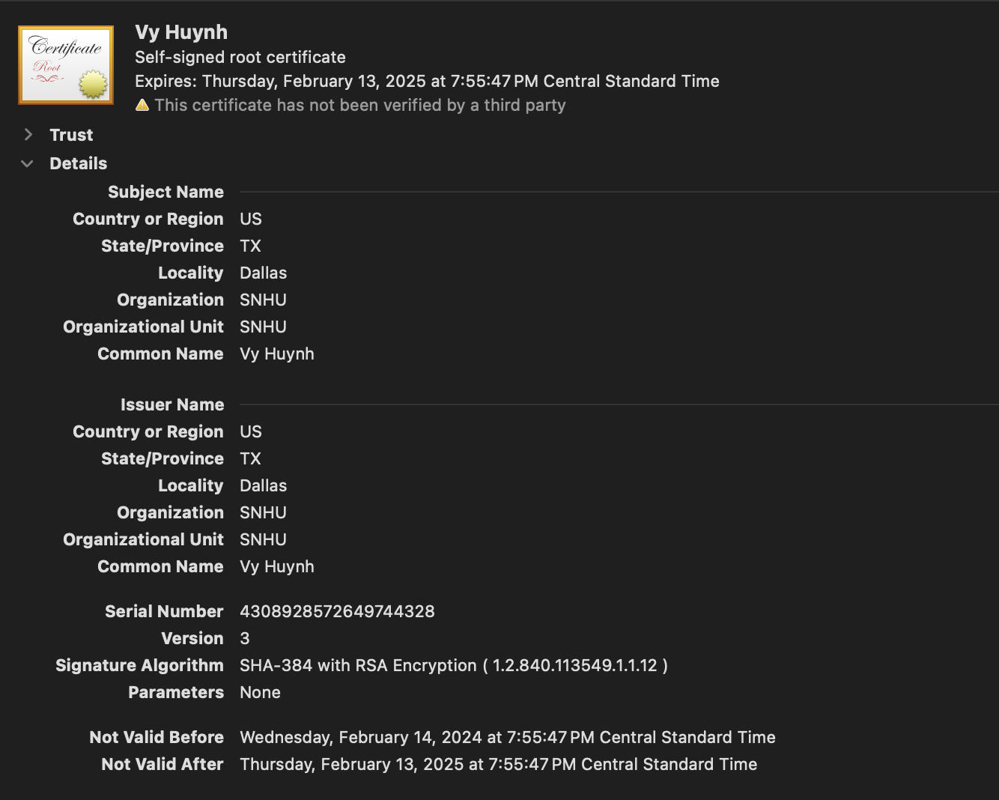 Certificate
Root
Vy Huynh
Self-signed root certificate
Expires: Thursday, February 13, 2025 at 7:55:47 PM Central Standard Time
This certificate has not been verified by a third party
Trust
Details
Subject Name
Country or Region US
State/Province TX
Locality Dallas
Organization SNHU
Organizational Unit SNHU
Common Name Vy Huynh
Issuer Name
Country or Region US
State/Province TX
Locality Dallas
Organization SNHU
Organizational Unit SNHU
Common Name Vy Huynh
Serial Number 4308928572649744328
Version 3
Signature Algorithm SHA-384 with RSA Encryption ( 1.2.840.113549.1.1.12 )
Parameters None
Not Valid Before Wednesday, February 14, 2024 at 7:55:47 PM Central Standard Time
Not Valid After Thursday, February 13, 2025 at 7:55:47 PM Central Standard Time